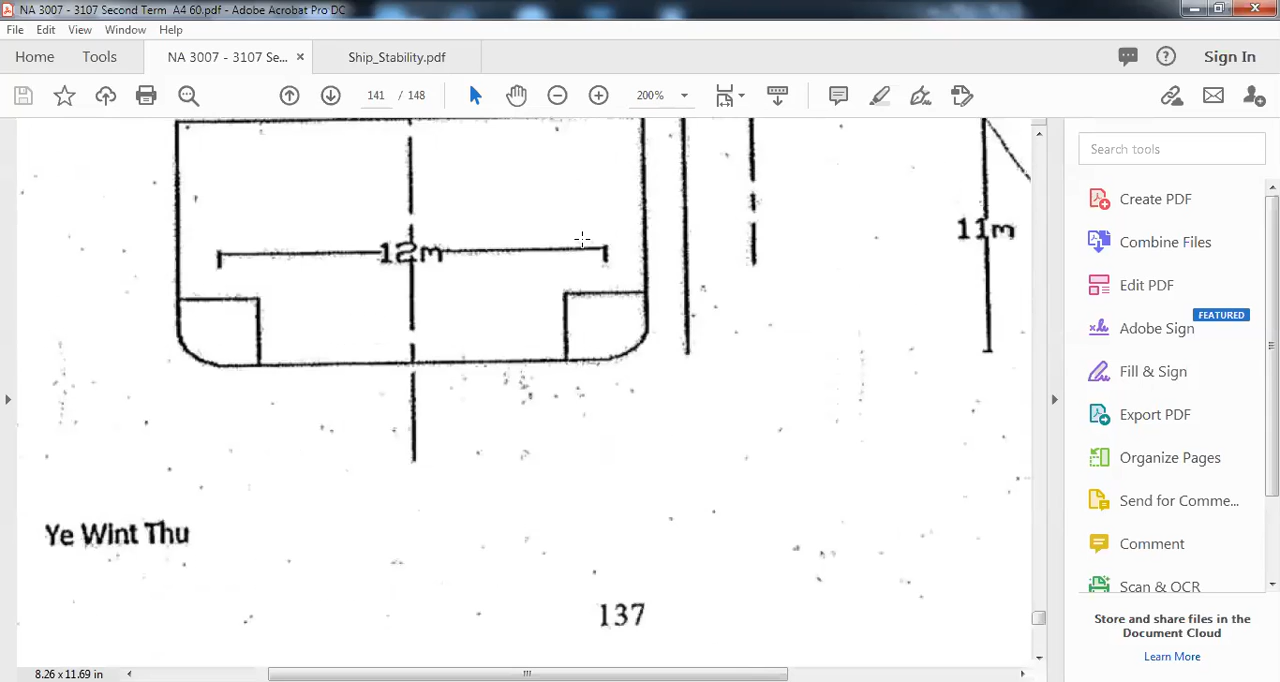 NA 3007 - 3107 Second Term A4 60.pdf - Adobe Acrobat Pro DC
File Edit View Window Help
Home Tools NA 3007 - 3107 Se... × Ship_Stability.pdf Sign In
141 / 148 200%
Search tools
Create PDF
11m
Combine Files
12m
Edit PDF
FEATURED
Adobe Sign
Fill & Sign
Export PDF
Organize Pages
Send for Comme...
Ye Wint Thu
Comment
Scan & OCR
137
Store and share files in the
Document Cloud
Learn More
8.26 x 11.69 in